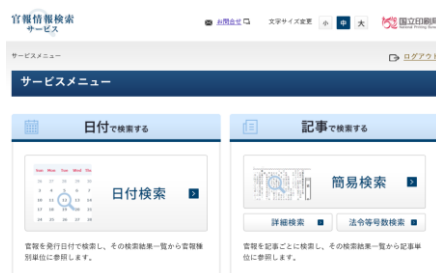 官報情報検索
サービス
お問合せ
文字サイズ変更 小 中 大
国立印刷局
サービスメニュー
ログアウト
サービスメニュー
日付で検索する
日付検索
官報を発行日付で検索し、その検索結果一覧から官報種
別単位に参照します。
記事で検索する
簡易検索
詳細検索
法令等号数検索
官報を記事ごとに検索し、その検索結果一覧から記事単
位に参照します。